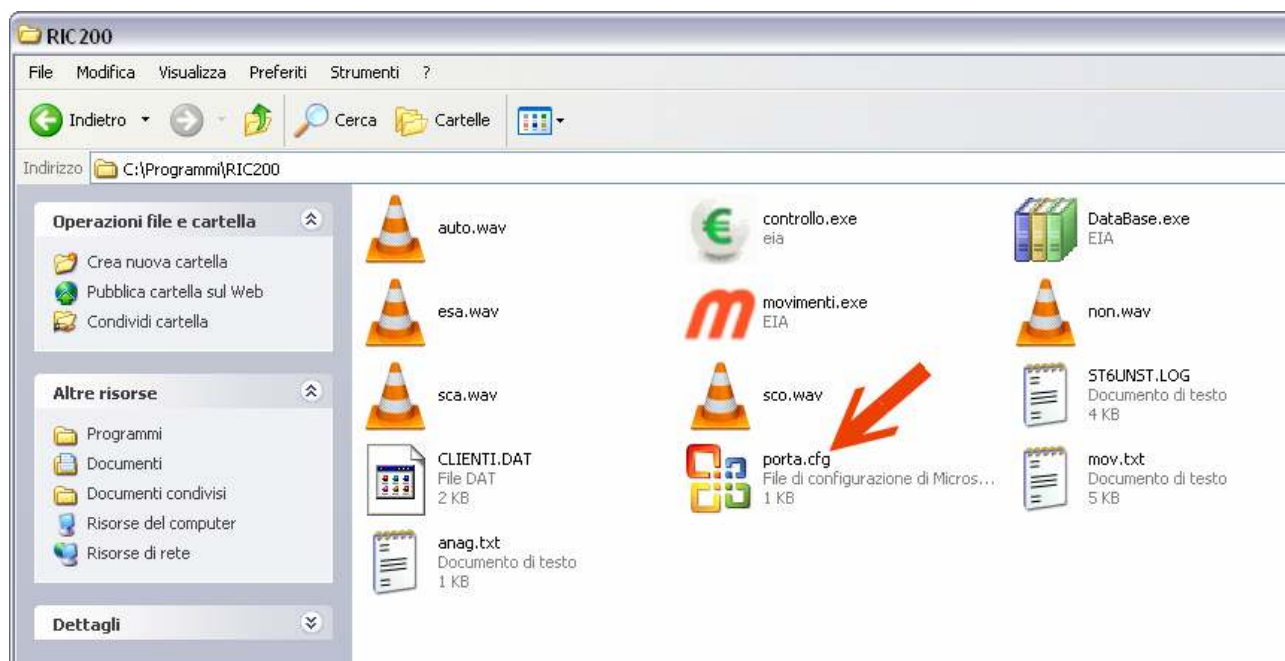 RIC200
File Modifica Visualizza Preferiti Strumenti ?
Indietro Cerca Cartelle
Indirizzo C:\Programmi\RIC200
Operazioni file e cartella
Crea nuova cartella
Pubblica cartella sul Web
Condividi cartella
Altre risorse
Programmi
Documenti
Documenti condivisi
Risorse del computer
Risorse di rete
Dettagli
auto.wav
controllo.exe
eia
DataBase.exe
EIA
esa.wav
movimenti.exe
EIA
non.wav
sca.wav
sco.wav
ST6UNST.LOG
Documento di testo
4 KB
CLIENTI.DAT
File DAT
2 KB
porta.cfg
File di configurazione di Micros...
1 KB
mov.txt
Documento di testo
5 KB
anag.txt
Documento di testo
1 KB